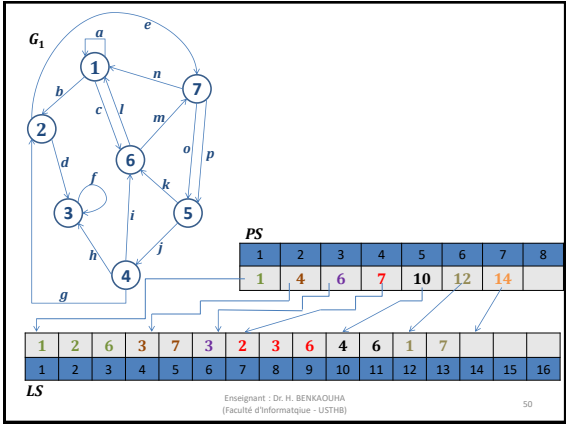 G₁
e
a
1
n
7
b
c
l
m
2
o
p
6
d
f
k
3
i
5
h
j
4
g
PS
1 2 3 4 5 6 7 8
1 4 6 7 10 12 14
1 2 6 3 7 3 2 3 6 4 6 1 7
1 2 3 4 5 6 7 8 9 10 11 12 13 14 15 16
LS
Enseignant : Dr. H. BENKAOUHA
(Faculté d'Informatqiue - USTHB)
50